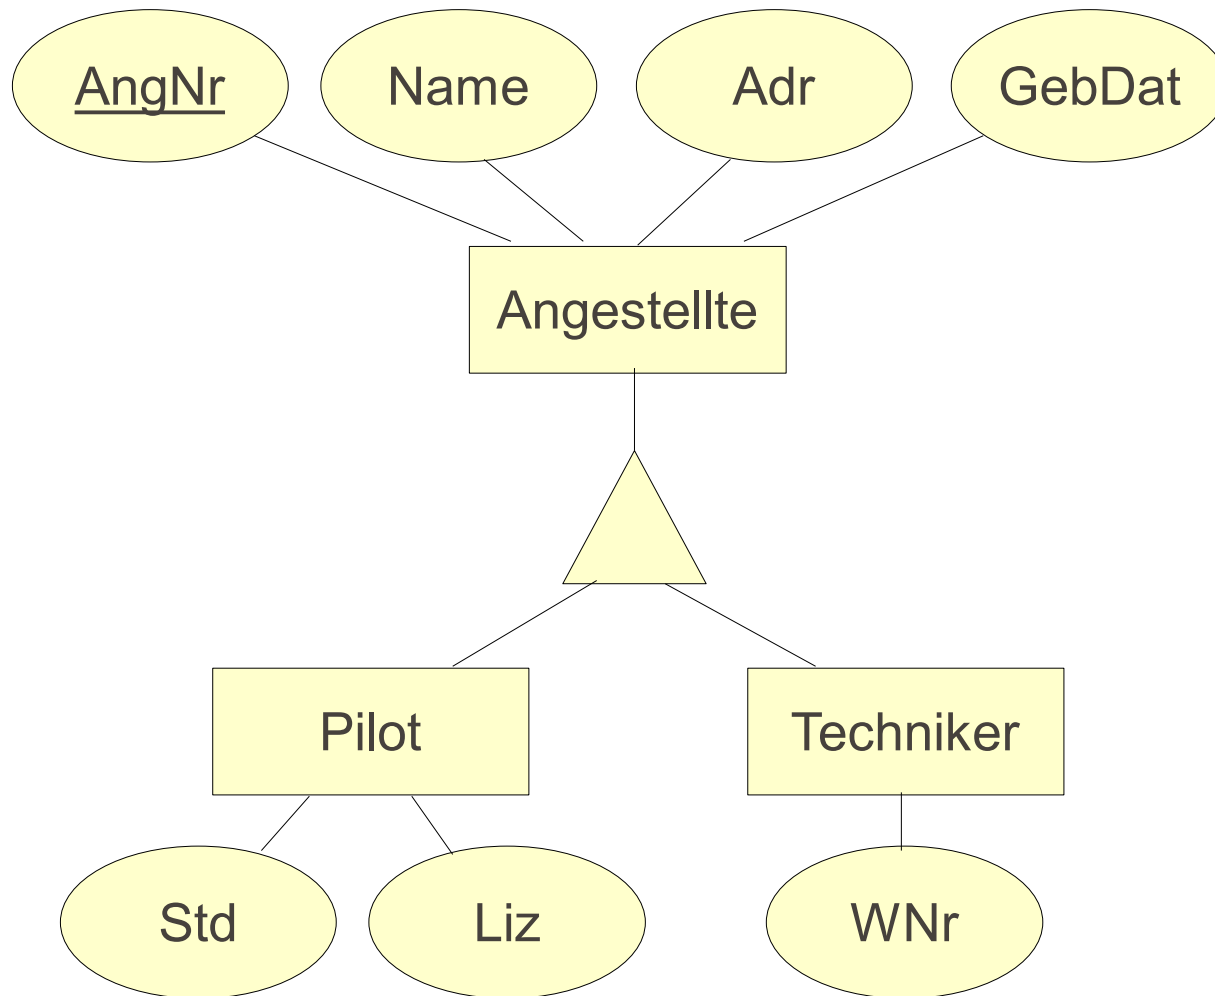 AngNr
Name
Adr
GebDat
Angestellte
Pilot
Techniker
Std
Liz
WNr